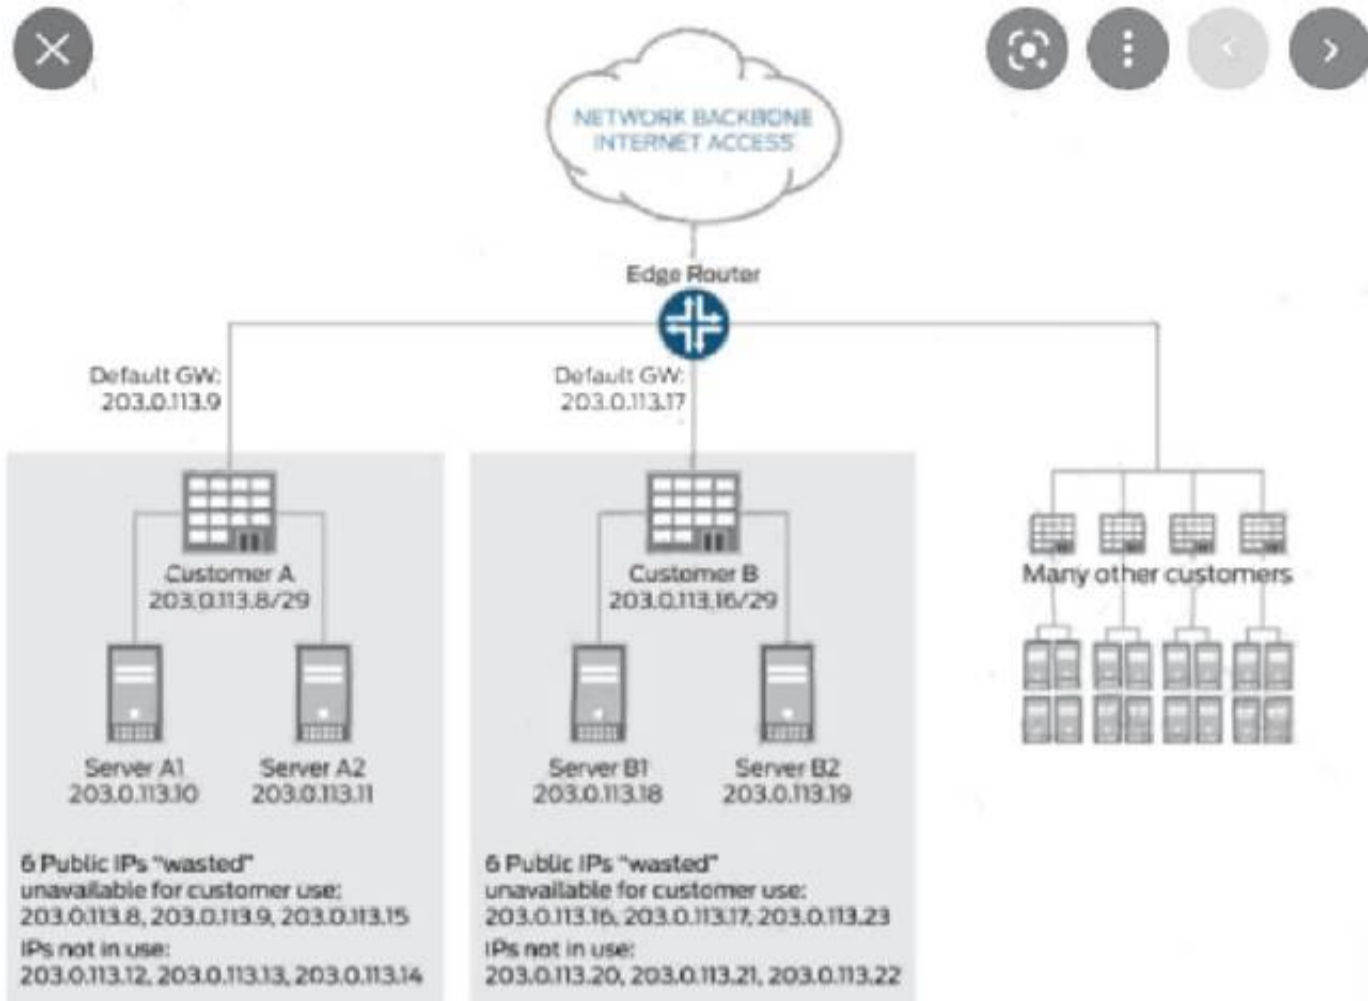 NETWORK BACKBONE
INTERNET ACCESS
Edge Router
Default GW:
203.0.113.9
Default GW:
203.0.113.17
Customer A
203.0.113.8/29
Customer B
203.0.113.16/29
Many other customers
Server A1
203.0.113.10
Server A2
203.0.113.11
Server B1
203.0.113.18
Server B2
203.0.113.19
6 Public IPs "wasted"
unavailable for customer use:
203.0.113.8, 203.0.113.9, 203.0.113.15
IPs not in use:
203.0.113.12, 203.0.113.13, 203.0.113.14
6 Public IPs "wasted"
unavailable for customer use:
203.0.113.16, 203.0.113.17, 203.0.113.23
IPs not in use:
203.0.113.20, 203.0.113.21, 203.0.113.22